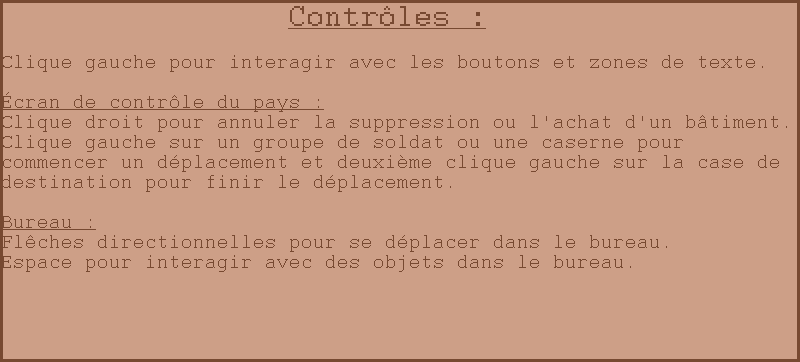 Contrôles :
Clique gauche pour interagir avec les boutons et zones de texte.
Écran de contrôle du pays :
Clique droit pour annuler la suppression ou l'achat d'un bâtiment.
Clique gauche sur un groupe de soldat ou une caserne pour
commencer un déplacement et deuxième clique gauche sur la case de
destination pour finir le déplacement.
Bureau :
Flêches directionnelles pour se déplacer dans le bureau.
Espace pour interagir avec des objets dans le bureau.